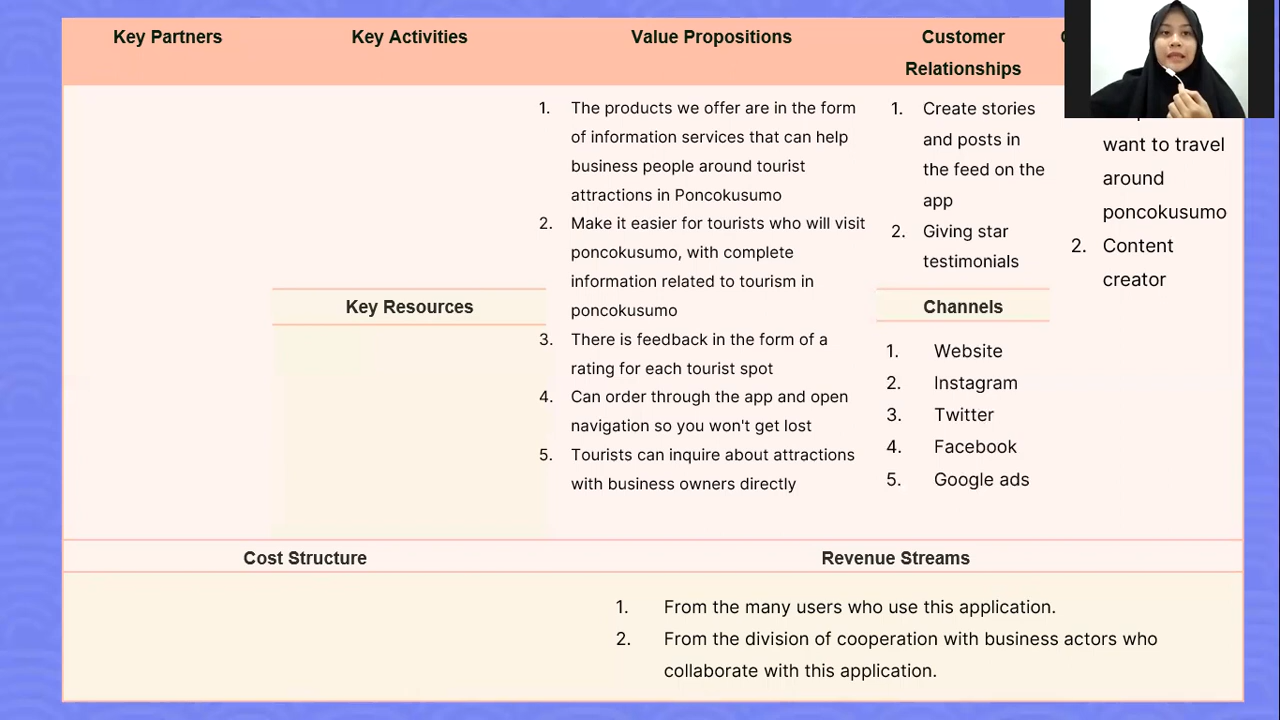 Key Partners
Key Activities
Value Propositions
Customer
Relationships
1. The products we offer are in the form
of information services that can help
business people around tourist
attractions in Poncokusumo
2. Make it easier for tourists who will visit
poncokusumo, with complete
information related to tourism in
poncokusumo
3. There is feedback in the form of a
rating for each tourist spot
4. Can order through the app and open
navigation so you won't get lost
5. Tourists can inquire about attractions
with business owners directly
1. Create stories
and posts in
the feed on the
app
2. Giving star
testimonials
want to travel
around
poncokusumo
2. Content
creator
Key Resources
Channels
1. Website
2. Instagram
3. Twitter
4. Facebook
5. Google ads
Cost Structure
Revenue Streams
1. From the many users who use this application.
2. From the division of cooperation with business actors who
collaborate with this application.